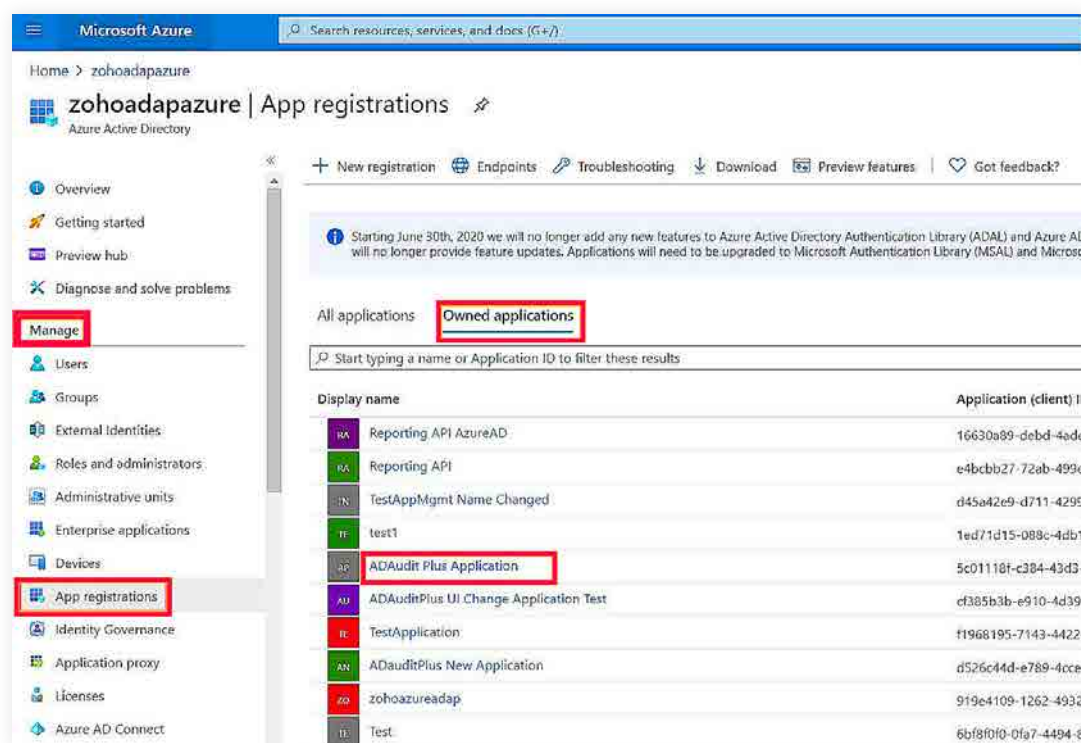 Microsoft Azure
Search resources, services, and docs (G+/)
Home > zohoadapazure
zohoadapazure | App registrations
Azure Active Directory
Overview
Getting started
Preview hub
Diagnose and solve problems
Manage
Users
Groups
External Identities
Roles and administrators
Administrative units
Enterprise applications
Devices
App registrations
Identity Governance
Application proxy
Licenses
Azure AD Connect
+ New registration Endpoints Troubleshooting Download Preview features | Got feedback?
Starting June 30th, 2020 we will no longer add any new features to Azure Active Directory Authentication Library (ADAL) and Azure AD
will no longer provide feature updates. Applications will need to be upgraded to Microsoft Authentication Library (MSAL) and Microso
All applications Owned applications
Start typing a name or Application ID to filter these results
Display name Application (client) I
RA Reporting API AzureAD 16630a89-debd-4ade
RA Reporting API e4bcbb27-72ab-499c
TestAppMgmt Name Changed d45a42e9-d711-4299
TE test1 1ed71d15-088c-4db1
AP ADAudit Plus Application 5c01118f-c384-43d3-
AU ADAuditPlus UI Change Application Test cf385b3b-e910-4d39
TE TestApplication f1968195-7143-4422
AN ADauditPlus New Application d526c44d-e789-4cce
ZO zohoazureadap 919e4109-1262-4932
TE Test 6bf8f0f0-0fa7-4494-8